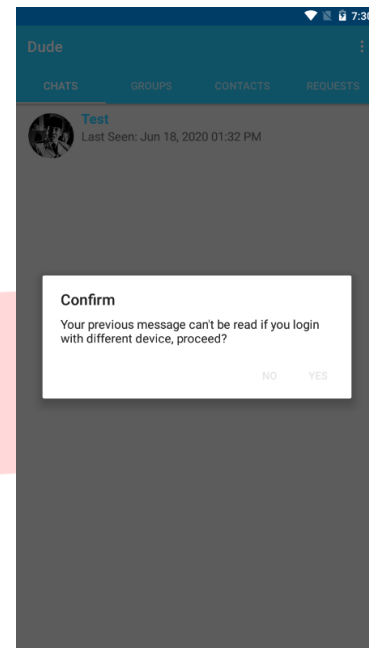 7:30
Dude
CHATS GROUPS CONTACTS REQUESTS
Test
Last Seen: Jun 18, 2020 01:32 PM
Confirm
Your previous message can't be read if you login
with different device, proceed?
NO YES